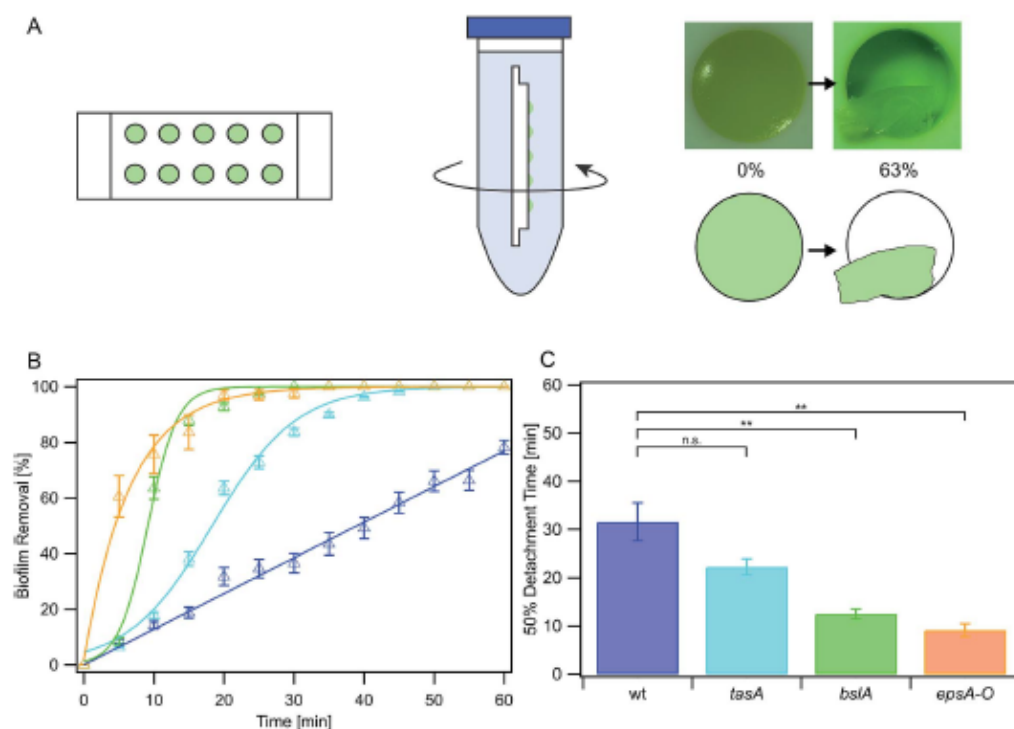 A
0%
63%
B
Biofilm Removal [%]
100
80
60
40
20
0
0
10
20
30
40
50
60
Time [min]
C
50% Detachment Time [min]
60
50
40
30
20
10
0
**
**
n.s.
wt
tasA
bslA
epsA-O